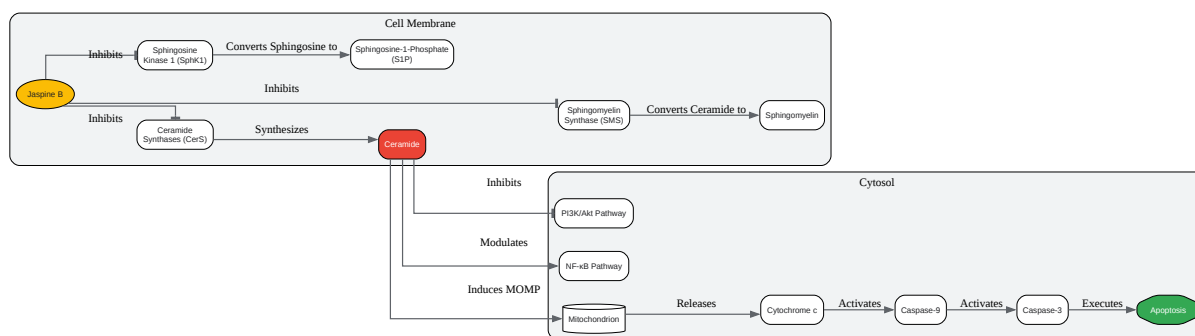 Cell Membrane
Inhibits
Sphingosine
Kinase 1 (SphK1)
Converts Sphingosine to
Sphingosine-1-Phosphate
(S1P)
Jaspine B
Inhibits
Sphingomyelin
Synthase (SMS)
Converts Ceramide to
Sphingomyelin
Inhibits
Ceramide
Synthases (CerS)
Synthesizes
Ceramide
Cytosol
Inhibits
PI3K/Akt Pathway
Modulates
NF-κB Pathway
Induces MOMP
Mitochondrion
Releases
Cytochrome c
Activates
Caspase-9
Activates
Caspase-3
Executes
Apoptosis